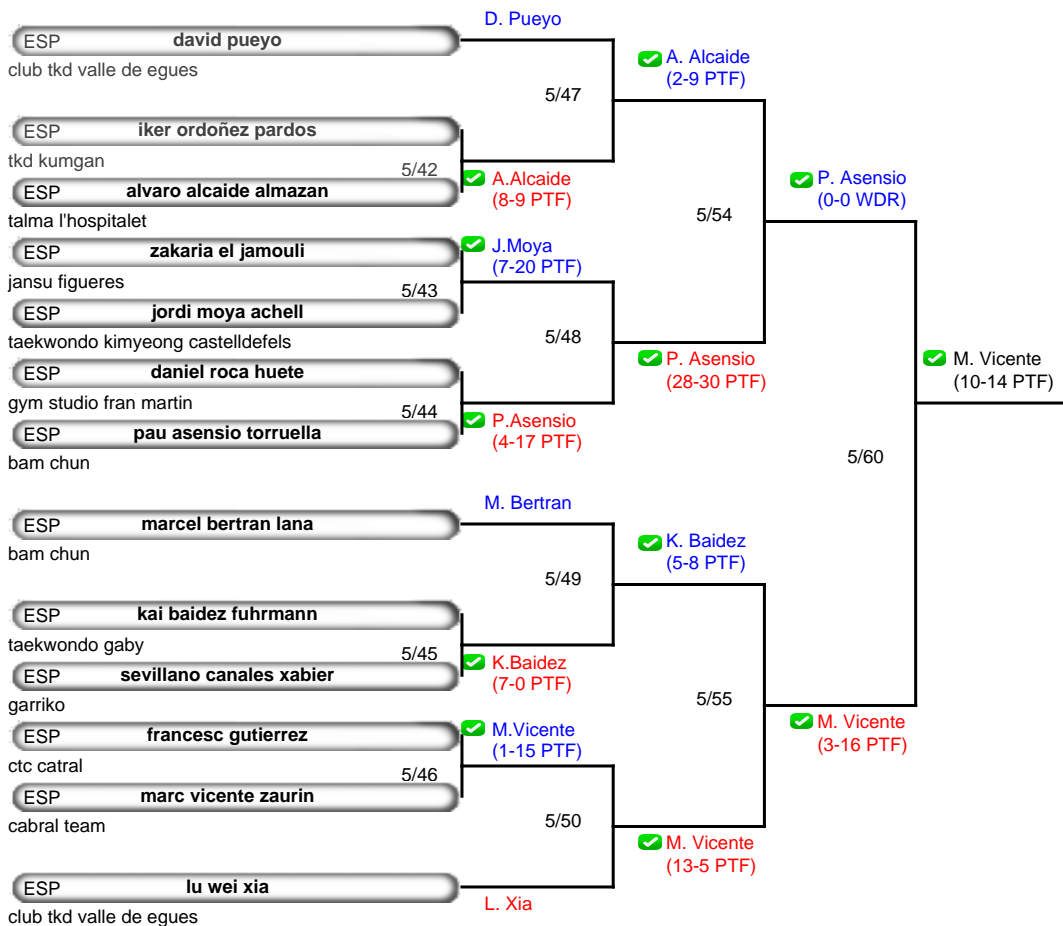 D. Pueyo
ESP david pueyo
club tkd valle de egues
A. Alcaide
(2-9 PTF)
5/47
ESP iker ordoñez pardos
tkd kumgan
5/42
A.Alcaide
(8-9 PTF)
ESP alvaro alcaide almazan
talma l'hospitalet
P. Asensio
(0-0 WDR)
5/54
ESP zakaria el jamouli
jansu figueres
J.Moya
(7-20 PTF)
5/43
ESP jordi moya achell
taekwondo kimyeong castelldefels
5/48
P. Asensio
(28-30 PTF)
M. Vicente
(10-14 PTF)
ESP daniel roca huete
gym studio fran martin
5/44
P.Asensio
(4-17 PTF)
ESP pau asensio torruella
bam chun
5/60
M. Bertran
ESP marcel bertran lana
bam chun
K. Baidez
(5-8 PTF)
5/49
ESP kai baidez fuhrmann
taekwondo gaby
5/45
K.Baidez
(7-0 PTF)
ESP sevillano canales xabier
garriko
5/55
M. Vicente
(3-16 PTF)
ESP francesc gutierrez
ctc catral
M.Vicente
(1-15 PTF)
5/46
ESP marc vicente zaurin
cabral team
5/50
M. Vicente
(13-5 PTF)
ESP lu wei xia
club tkd valle de egues
L. Xia